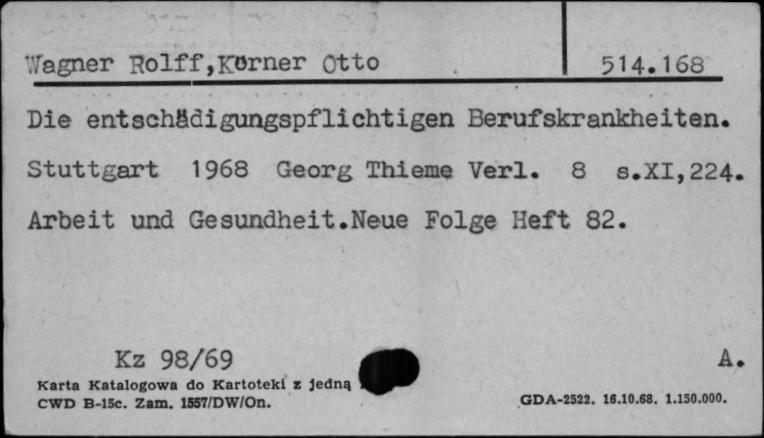 Wagner Rolff,Körner Otto 514.168
Die entschädigungspflichtigen Berufskrankheiten.
Stuttgart 1968 Georg Thieme Verl. 8 s.XI,224.
Arbeit und Gesundheit.Neue Folge Heft 82.
Kz 98/69 A.
Karta Katalogowa do Kartoteki z jedną
CWD B-15c. Zam. 1557/DW/On. GDA-2522. 16.10.68. 1.150.000.